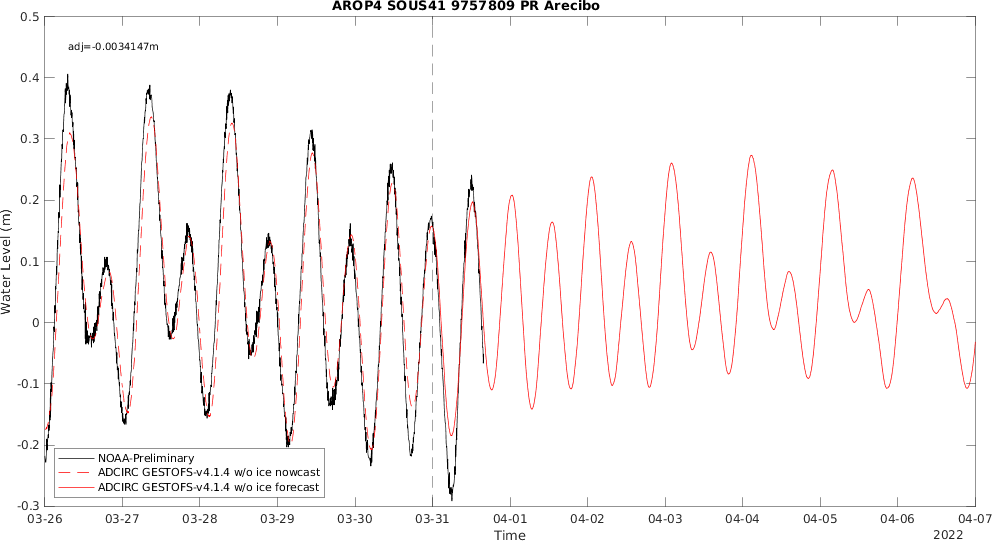 AROP4 SOUS41 9757809 PR Arecibo
adj=-0.0034147m
Water Level (m)
0.5
0.4
0.3
0.2
0.1
0
-0.1
-0.2
-0.3
NOAA-Preliminary
ADCIRC GESTOFS-v4.1.4 w/o ice nowcast
ADCIRC GESTOFS-v4.1.4 w/o ice forecast
03-26 03-27 03-28 03-29 03-30 03-31 04-01 04-02 04-03 04-04 04-05 04-06 04-07
Time
2022